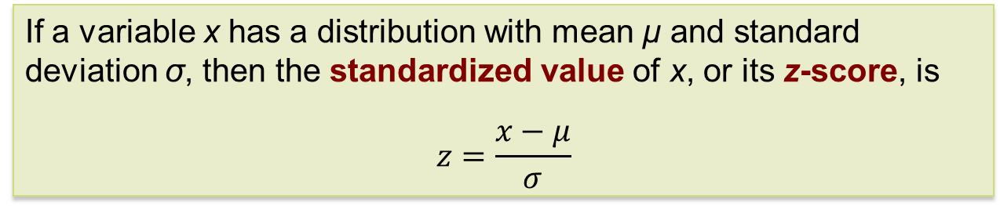 If a variable x has a distribution with mean μ and standard
deviation σ, then the standardized value of x, or its z-score, is
z = (x − μ) / σ